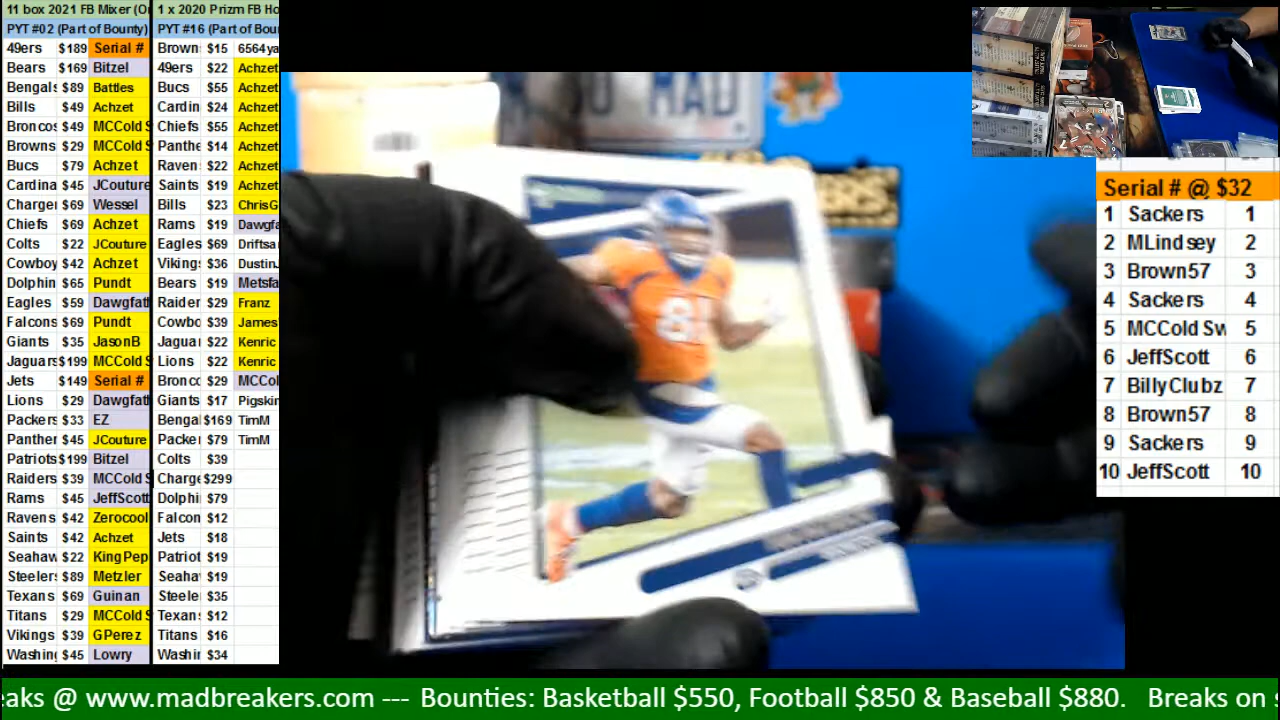 11 box 2021 FB Mixer (O
PYT #02 (Part of Bounty)
49ers $189 Serial #
Bears $169 Bitzel
Bengals $89 Battles
Bills $49 Achzet
Broncos $49 MCCold S
Browns $29 MCCold S
Bucs $79 Achzet
Cardina $45 JCouture
Charger $69 Wessel
Chiefs $69 Achzet
Colts $22 JCouture
Cowboy $42 Achzet
Dolphin $65 Pundt
Eagles $59 Dawgfath
Falcons $69 Pundt
Giants $35 JasonB
Jaguars $199 MCCold S
Jets $149 Serial #
Lions $29 Dawgfath
Packers $33 EZ
Panther $45 JCouture
Patriots $199 Bitzel
Raiders $39 MCCold S
Rams $45 JeffScott
Ravens $42 Zerocool
Saints $42 Achzet
Seahaw $22 KingPep
Steelers $89 Metzler
Texans $69 Guinan
Titans $29 MCCold S
Vikings $39 GPerez
Washing $45 Lowry
1 x 2020 Prizm FB Ho
PYT #16 (Part of Boun
Brown $15 6564ya
49ers $22 Achzet
Bucs $55 Achzet
Cardin $24 Achzet
Chiefs $55 Achzet
Panthe $14 Achzet
Raven $22 Achzet
Saints $19 Achzet
Bills $23 ChrisG
Rams $19 Dawgfa
Eagles $69 Driftsa
Viking $36 DustinJ
Bears $19 Metsfa
Raider $29 Franz
Cowbo $39 James
Jagua $22 Kenric
Lions $22 Kenric
Bronco $29 MCCol
Giants $17 Pigskin
Benga $169 TimM
Packe $79 TimM
Colts $39
Charge $299
Dolph $79
Falcon $12
Jets $18
Patriot $19
Seaha $19
Steele $35
Texan $12
Titans $16
Washi $34
MAD
8
Serial # @ $32
1 Sackers 1
2 MLindsey 2
3 Brown57 3
4 Sackers 4
5 MCCold Sw 5
6 JeffScott 6
7 BillyClubz 7
8 Brown57 8
9 Sackers 9
10 JeffScott 10
eaks @ www.madbreakers.com --- Bounties: Basketball $550, Football $850 & Baseball $880. Breaks on